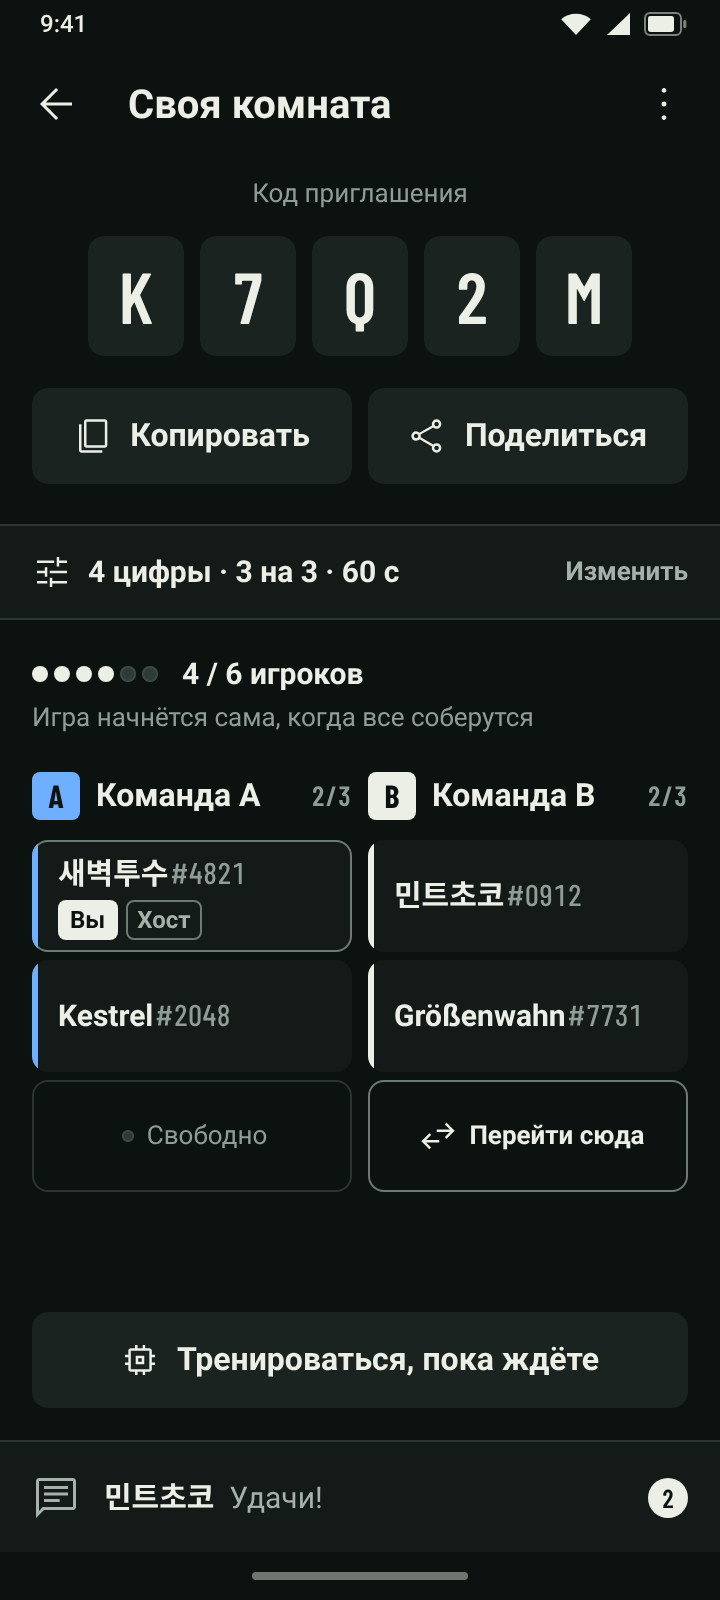 9:41
Своя комната
Код приглашения
K 7 Q 2 M
Копировать
Поделиться
4 цифры · 3 на 3 · 60 с
Изменить
4 / 6 игроков
Игра начнётся сама, когда все соберутся
A Команда A 2/3
B Команда B 2/3
새벽투수#4821
Вы Хост
민트초코#0912
Kestrel#2048
Größenwahn#7731
Свободно
Перейти сюда
Тренироваться, пока ждёте
민트초코 Удачи! 2